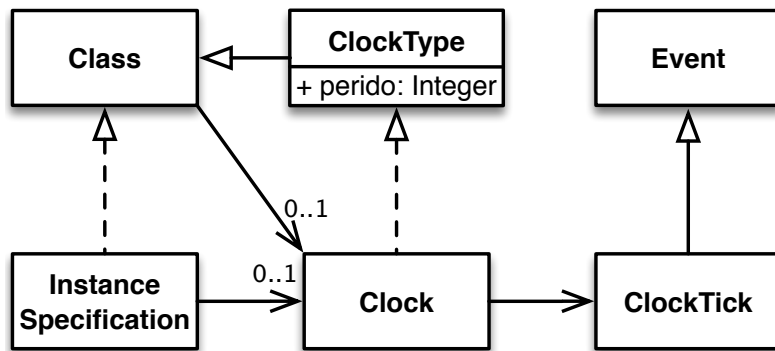 Class
ClockType
+ perido: Integer
Event
0..1
0..1
Instance
Specification
Clock
ClockTick